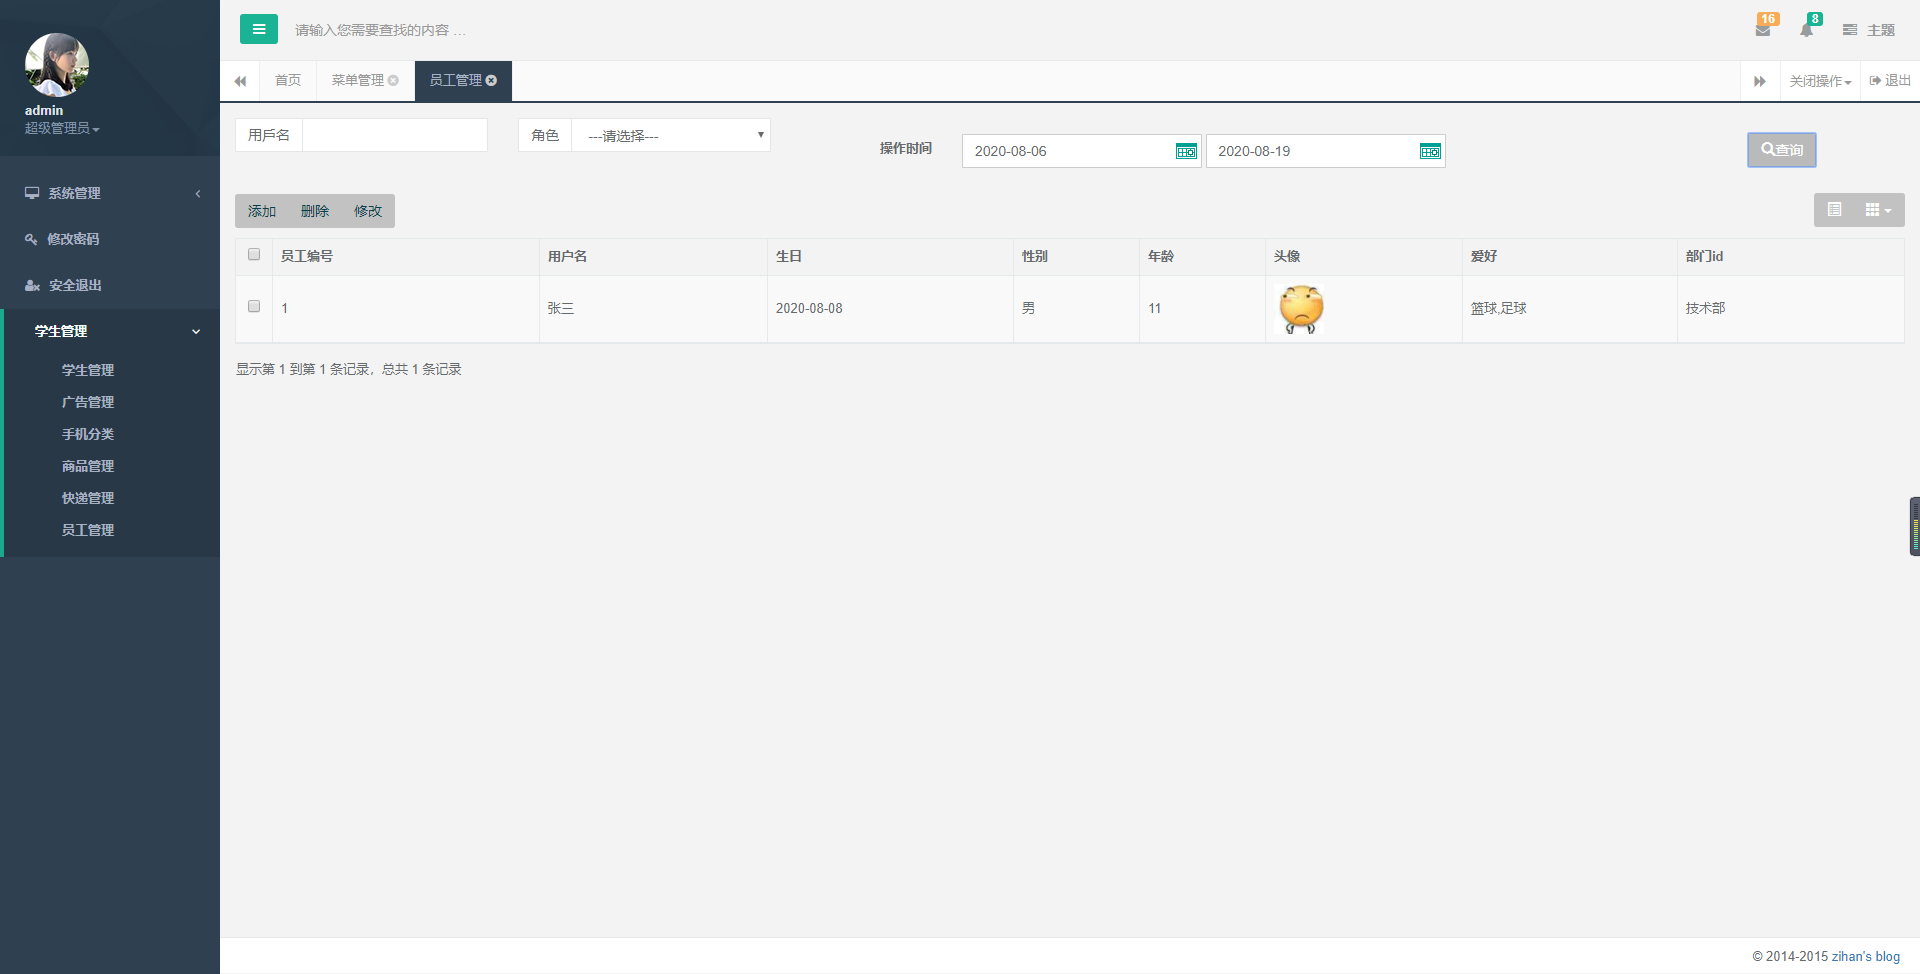 admin
超级管理员
系统管理
修改密码
安全退出
学生管理
学生管理
广告管理
手机分类
商品管理
快递管理
员工管理
请输入您需要查找的内容 …
16
8
主题
首页
菜单管理
员工管理
关闭操作
退出
用戶名
角色
---请选择---
操作时间
2020-08-06
2020-08-19
查询
添加
删除
修改
员工编号 用户名 生日 性别 年龄 头像 爱好 部门id
1 张三 2020-08-08 男 11 篮球,足球 技术部
显示第 1 到第 1 条记录，总共 1 条记录
© 2014-2015 zihan's blog